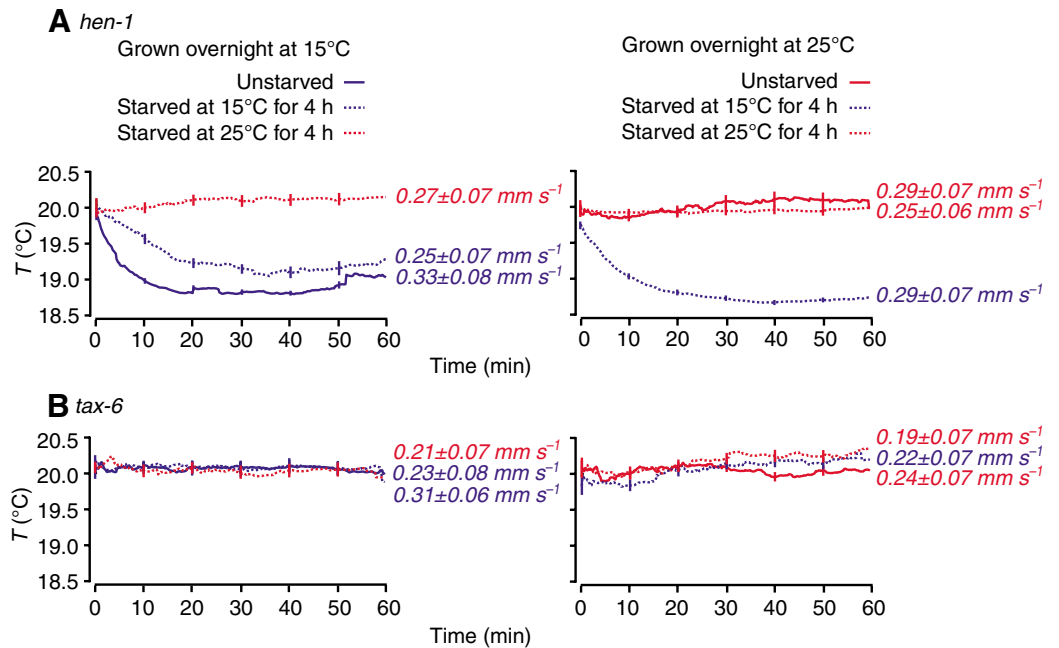 A hen-1
Grown overnight at 15°C
Unstarved
Starved at 15°C for 4 h
Starved at 25°C for 4 h
Grown overnight at 25°C
Unstarved
Starved at 15°C for 4 h
Starved at 25°C for 4 h
T (°C)
20.5
20.0
19.5
19.0
18.5
0 10 20 30 40 50 60
0.27±0.07 mm s⁻¹
0.25±0.07 mm s⁻¹
0.33±0.08 mm s⁻¹
0 10 20 30 40 50 60
0.29±0.07 mm s⁻¹
0.25±0.06 mm s⁻¹
0.29±0.07 mm s⁻¹
Time (min)
B tax-6
T (°C)
20.5
20.0
19.5
19.0
18.5
0 10 20 30 40 50 60
0.21±0.07 mm s⁻¹
0.23±0.08 mm s⁻¹
0.31±0.06 mm s⁻¹
0 10 20 30 40 50 60
0.19±0.07 mm s⁻¹
0.22±0.07 mm s⁻¹
0.24±0.07 mm s⁻¹
Time (min)